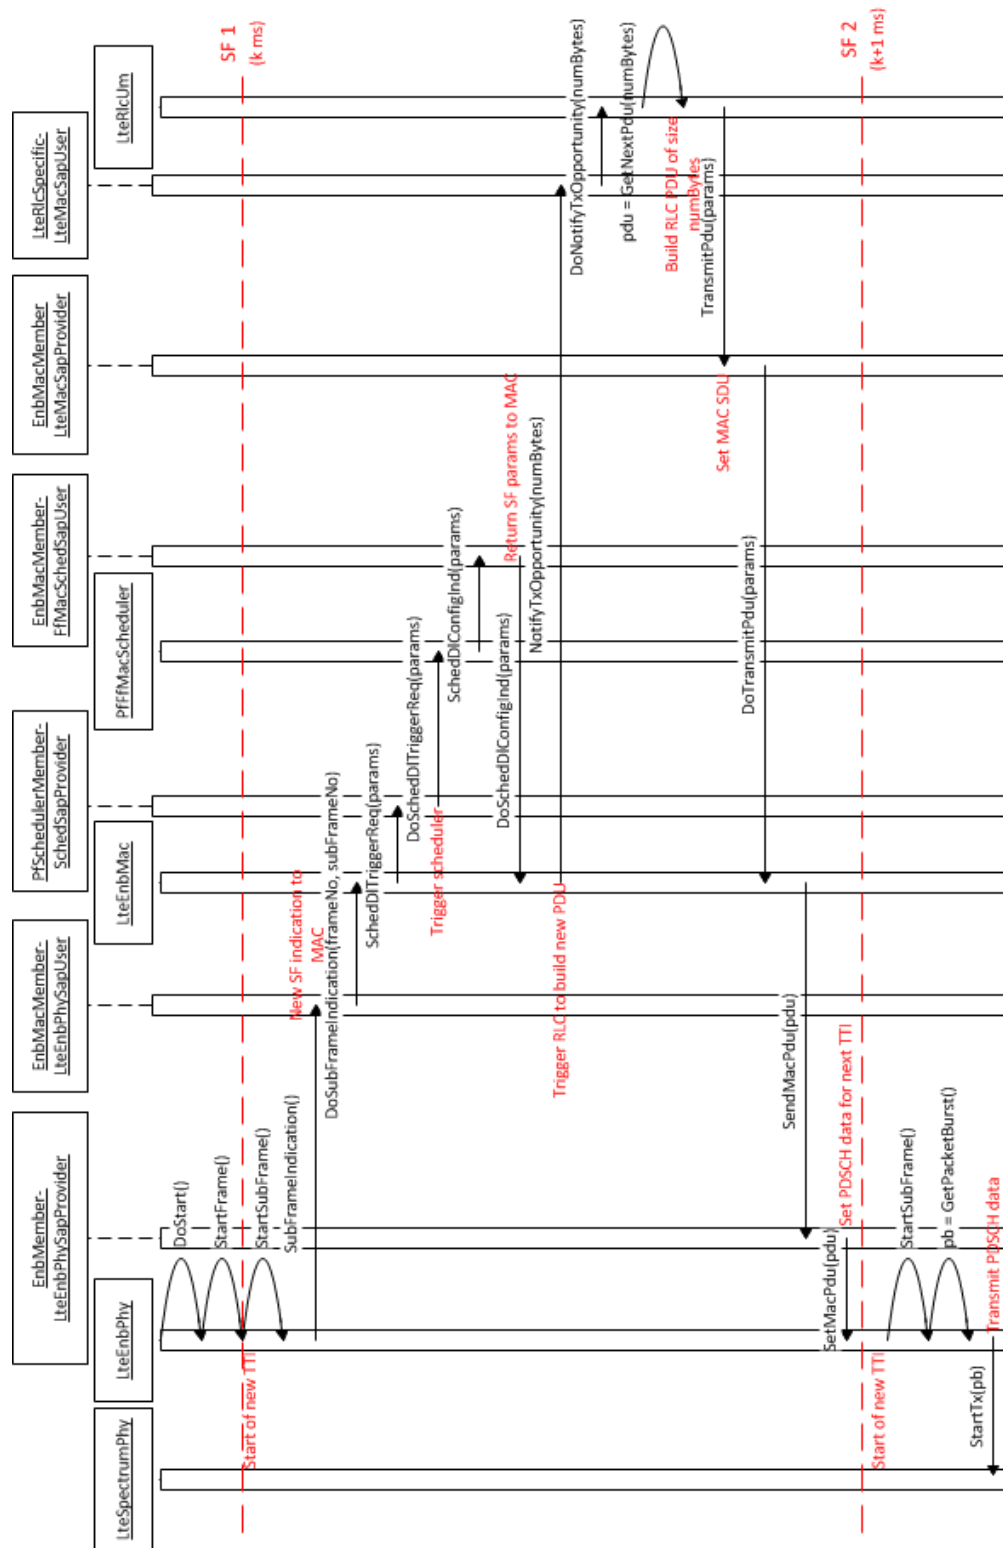 LteSpectrumPhy
LteEnbPhy
EnbMember-
LteEnbPhySapProvider
EnbMacMember-
LteEnbPhySapUser
LteEnbMac
PfSchedulerMember-
SchedSapProvider
PfFfMacScheduler
EnbMacMember-
FfMacSchedSapUser
EnbMacMember
LteMacSapProvider
LteRlcSpecific-
LteMacSapUser
LteRlcUm
DoStart()
StartFrame()
SF 1
(k ms)
Start of new TTI
StartSubFrame()
SubFrameIndication()
New SF indication to
MAC
DoSubFrameIndication(frameNo, subFrameNo)
SchedDlTriggerReq(params)
DoSchedDlTriggerReq(params)
Trigger scheduler
SchedDlConfigInd(params)
DoSchedDlConfigInd(params)
Return SF params to MAC
NotifyTxOpportunity(numBytes)
Trigger RLC to build new PDU
DoNotifyTxOpportunity(numBytes)
pdu = GetNextPdu(numBytes)
Build RLC PDU of size
numBytes
TransmitPdu(params)
Set MAC SDU
DoTransmitPdu(params)
SendMacPdu(pdu)
SetMacPdu(pdu)
Set PDSCH data for next TTI
SF 2
(k+1 ms)
Start of new TTI
StartSubFrame()
pb = GetPacketBurst()
StartTx(pb)
Transmit PDSCH data